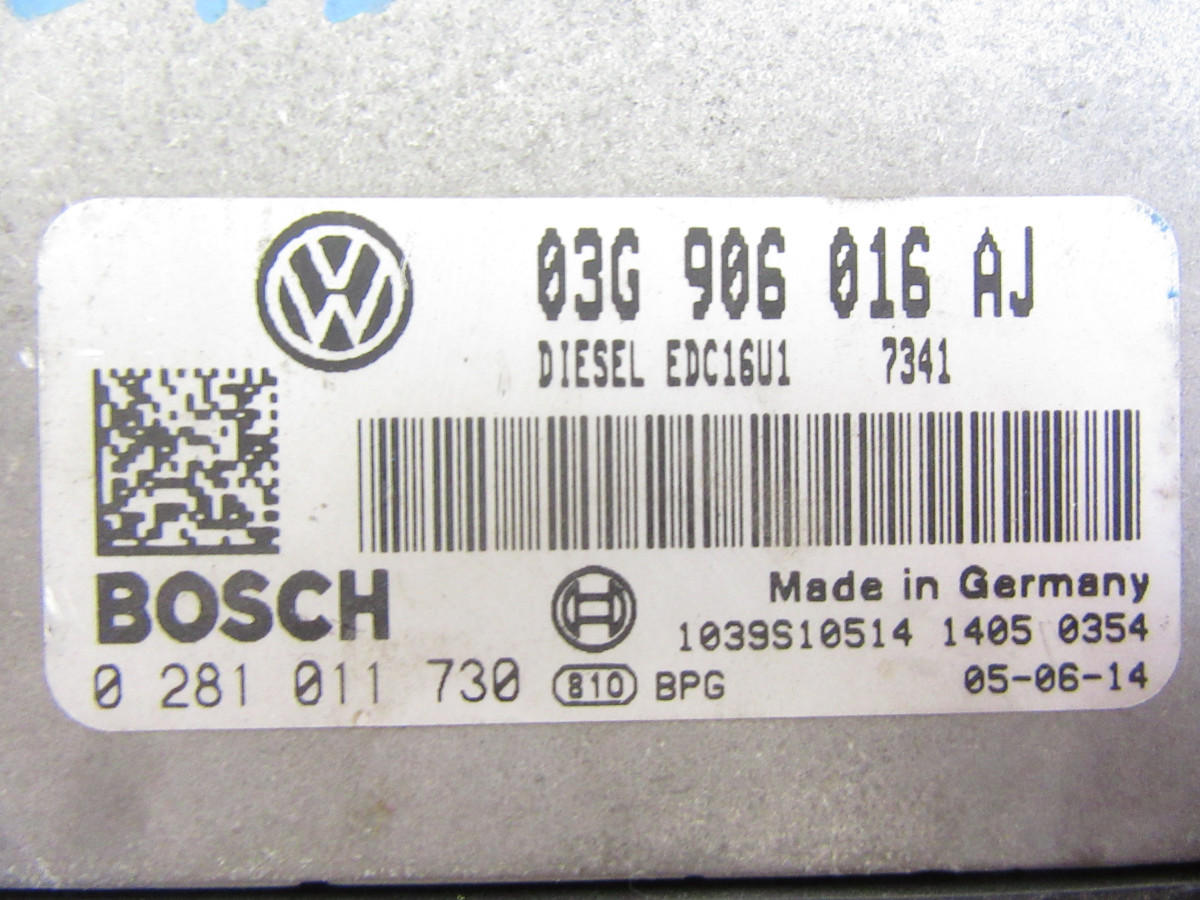 03G 906 016 AJ
DIESEL EDC16U1 7341
BOSCH
Made in Germany
1039S10514 1405 0354
0 281 011 730 810 BPG 05-06-14